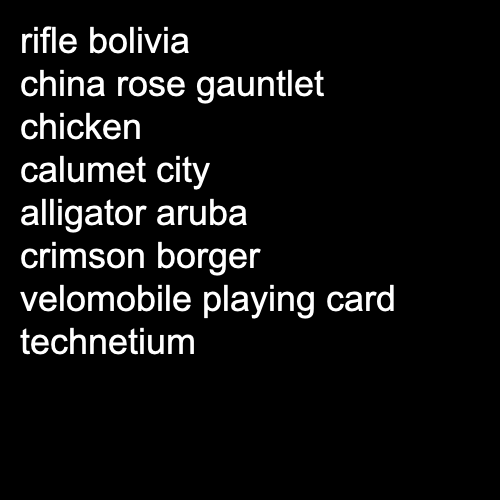 rifle bolivia
china rose gauntlet
chicken
calumet city
alligator aruba
crimson borger
velomobile playing card
technetium